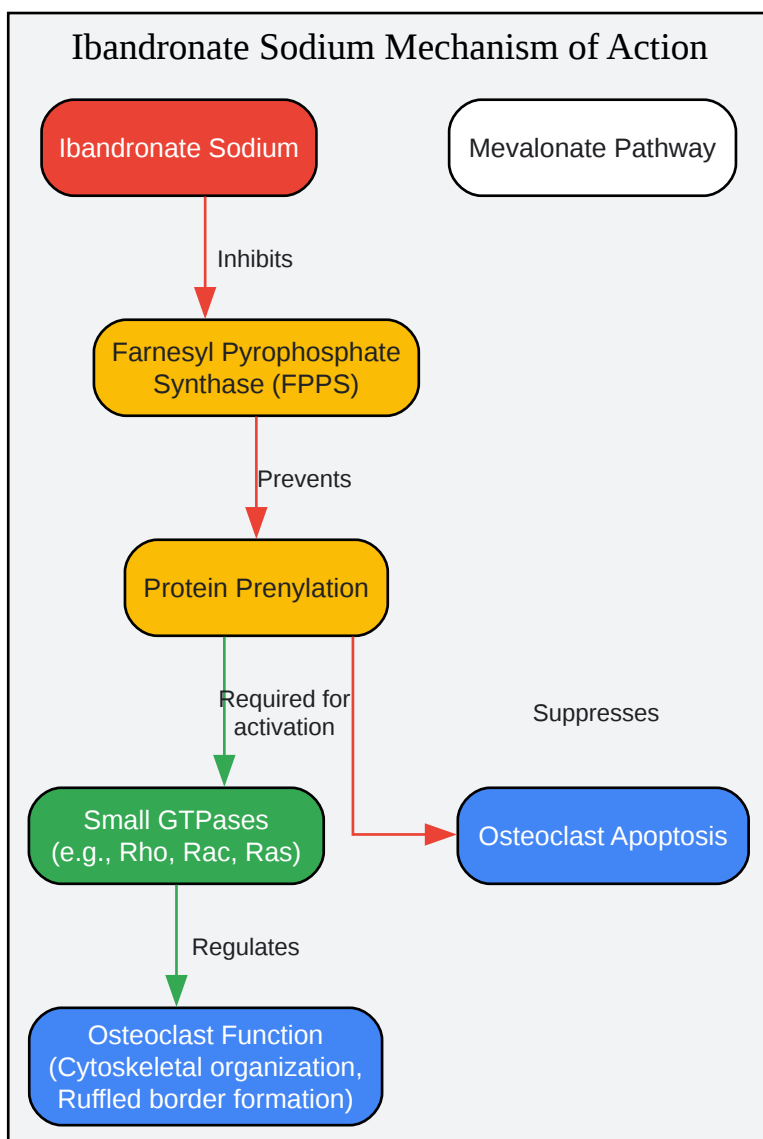 Ibandronate Sodium Mechanism of Action
Ibandronate Sodium
Mevalonate Pathway
Inhibits
Farnesyl Pyrophosphate
Synthase (FPPS)
Prevents
Protein Prenylation
Required for
activation
Suppresses
Small GTPases
(e.g., Rho, Rac, Ras)
Osteoclast Apoptosis
Regulates
Osteoclast Function
(Cytoskeletal organization,
Ruffled border formation)